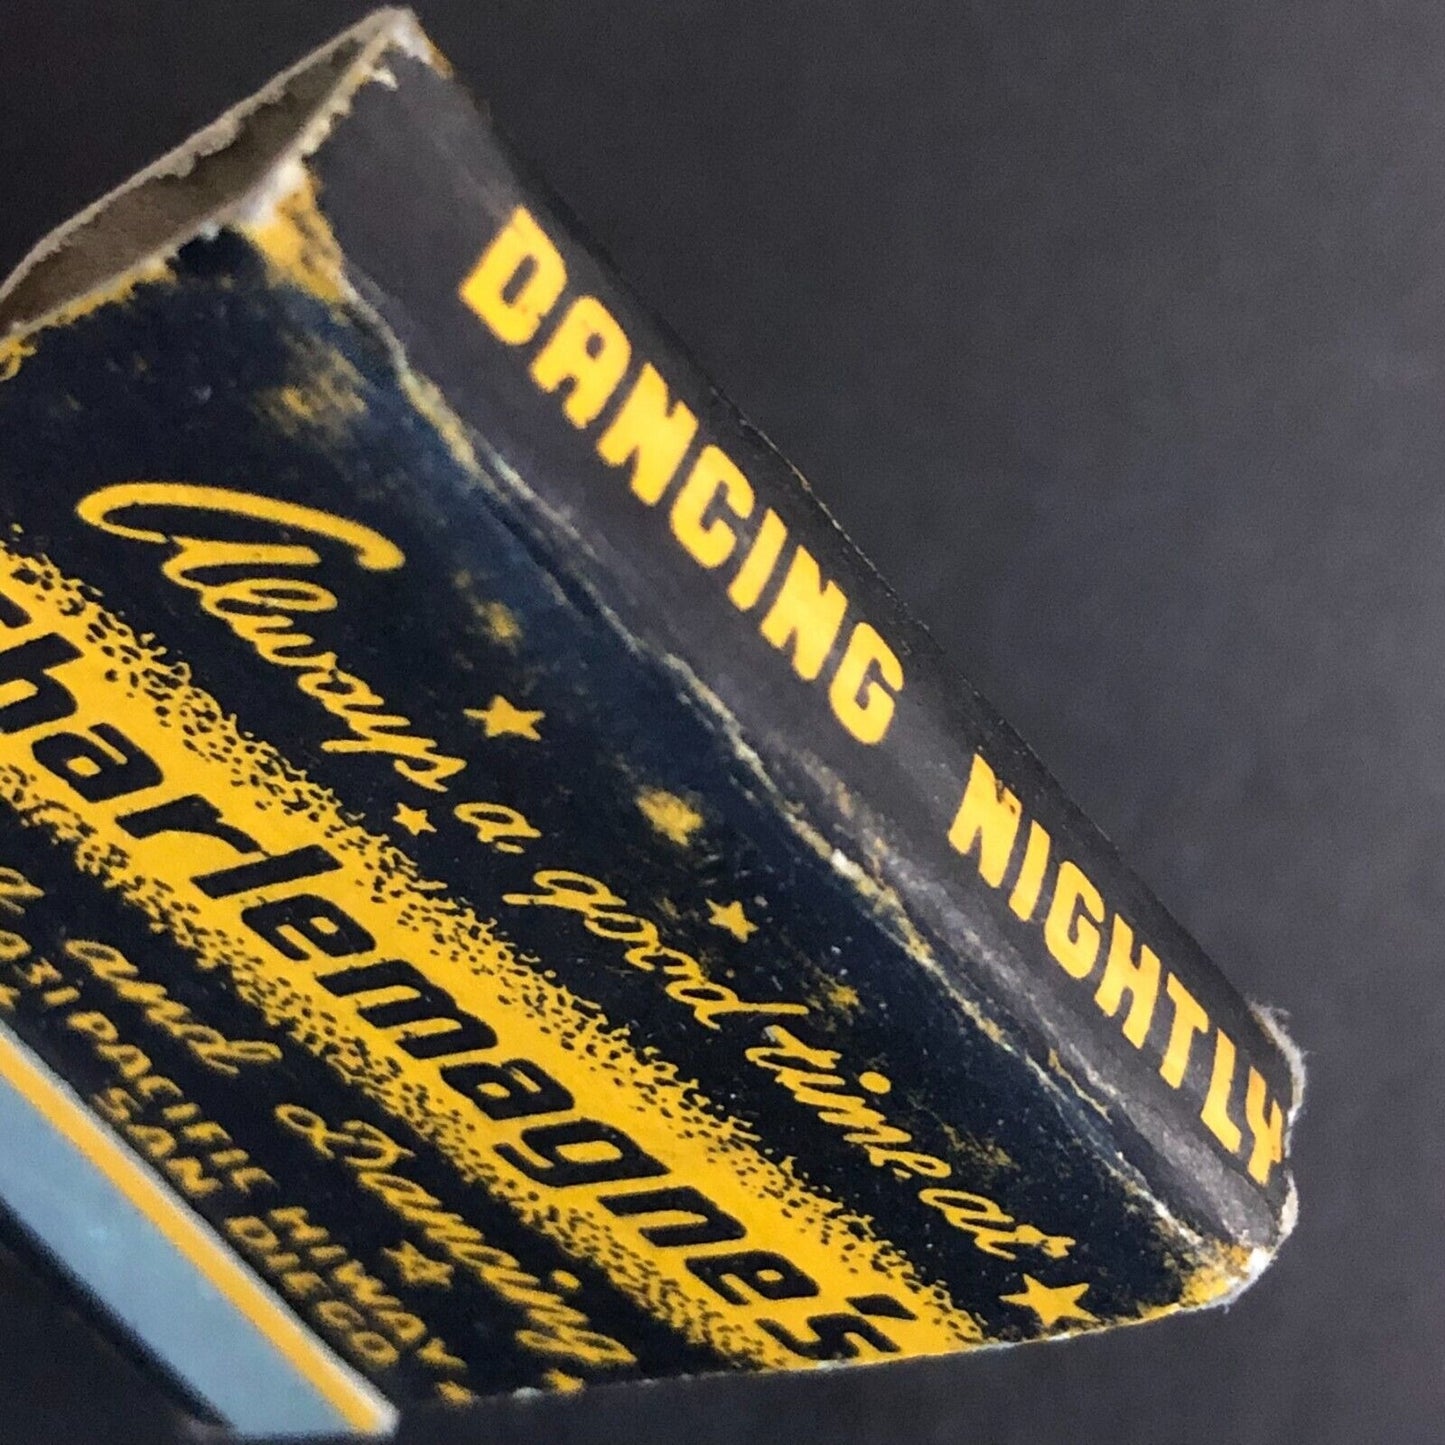 DANCING NIGHTLY
Always a good time at
Charlemagne's
and Dancing
PACIFIC HIWAY
SAN DIEGO